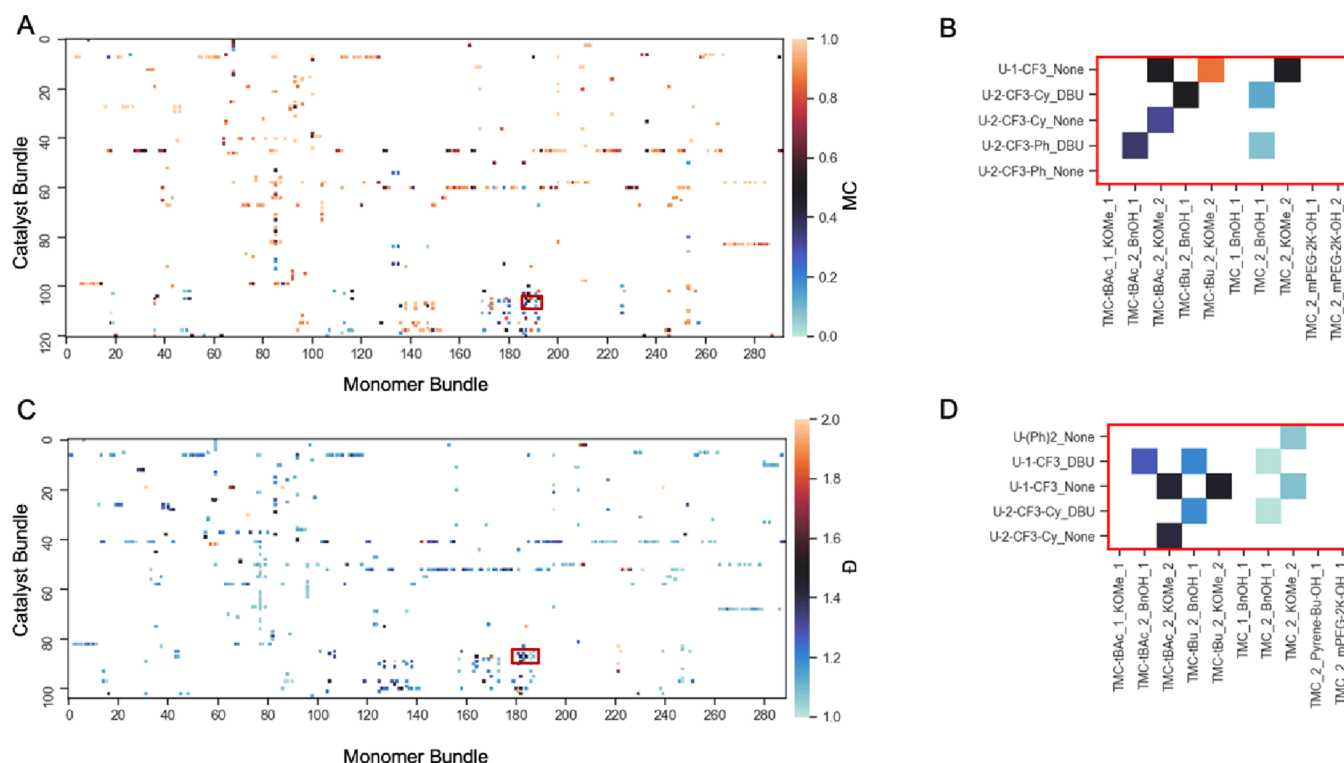 A
0
20
40
60
80
100
120
Catalyst Bundle
0 20 40 60 80 100 120 140 160 180 200 220 240 260 280
Monomer Bundle
1.0
0.8
0.6
0.4
0.2
0.0
MC
B
U-1-CF3_None
U-2-CF3-Cy_DBU
U-2-CF3-Cy_None
U-2-CF3-Ph_DBU
U-2-CF3-Ph_None
TMC-tBAc_1_KOMe_1
TMC-tBAc_2_BnOH_1
TMC-tBAc_2_KOMe_2
TMC-tBu_2_BnOH_1
TMC-tBu_2_KOMe_2
TMC_1_BnOH_1
TMC_2_BnOH_1
TMC_2_KOMe_2
TMC_2_mPEG-2K-OH_1
TMC_2_mPEG-2K-OH_2
C
0
20
40
60
80
100
Catalyst Bundle
0 20 40 60 80 100 120 140 160 180 200 220 240 260 280
Monomer Bundle
2.0
1.8
1.6
1.4
1.2
1.0
Đ
D
U-(Ph)2_None
U-1-CF3_DBU
U-1-CF3_None
U-2-CF3-Cy_DBU
U-2-CF3-Cy_None
TMC-tBAc_1_KOMe_1
TMC-tBAc_2_BnOH_1
TMC-tBAc_2_KOMe_2
TMC-tBu_2_BnOH_1
TMC-tBu_2_KOMe_2
TMC_1_BnOH_1
TMC_2_BnOH_1
TMC_2_KOMe_2
TMC_2_Pyrene-Bu-OH_1
TMC_2_mPEG-2K-OH_1